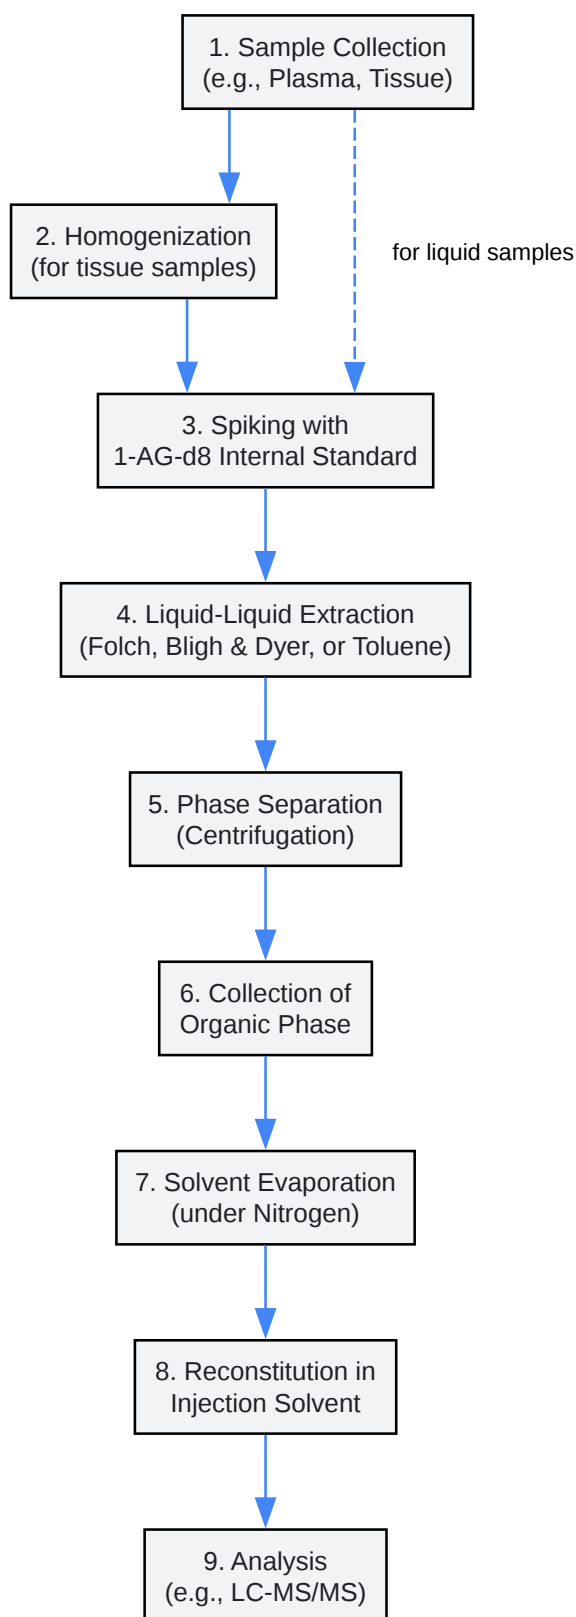 1. Sample Collection
(e.g., Plasma, Tissue)
2. Homogenization
(for tissue samples)
for liquid samples
3. Spiking with
1-AG-d8 Internal Standard
4. Liquid-Liquid Extraction
(Folch, Bligh & Dyer, or Toluene)
5. Phase Separation
(Centrifugation)
6. Collection of
Organic Phase
7. Solvent Evaporation
(under Nitrogen)
8. Reconstitution in
Injection Solvent
9. Analysis
(e.g., LC-MS/MS)